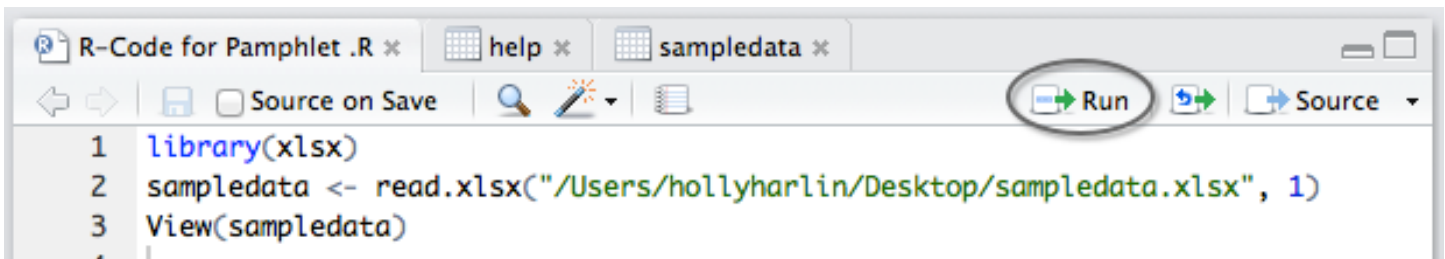 R-Code for Pamphlet .R help sampledata
Source on Save Run Source
1 library(xlsx)
2 sampledata <- read.xlsx("/Users/hollyharlin/Desktop/sampledata.xlsx", 1)
3 View(sampledata)